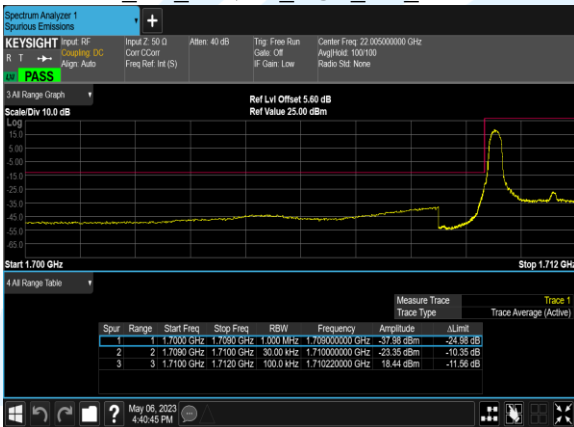 Spectrum Analyzer 1
Spurious Emissions
KEYSIGHT Input: RF Input Z: 50 Ω Atten: 40 dB Trig: Free Run Center Freq: 22.005000000 GHz
R T Coupling: DC Corr CCorr Gate: Off Avg|Hold: 100/100
Align: Auto Freq Ref: Int (S) IF Gain: Low Radio Std: None
LM PASS
3 All Range Graph
Ref Lvl Offset 5.60 dB
Scale/Div 10.0 dB Ref Value 25.00 dBm
Log
15.0
5.00
-5.00
-15.0
-25.0
-35.0
-45.0
-55.0
-65.0
Start 1.700 GHz Stop 1.712 GHz
4 All Range Table
Measure Trace Trace 1
Trace Type Trace Average (Active)
Spur Range Start Freq Stop Freq RBW Frequency Amplitude ΔLimit
1 1 1.7000 GHz 1.7090 GHz 1.000 MHz 1.709000000 GHz -37.98 dBm -24.98 dB
2 2 1.7090 GHz 1.7100 GHz 30.00 kHz 1.710000000 GHz -23.35 dBm -10.35 dB
3 3 1.7100 GHz 1.7120 GHz 100.0 kHz 1.710220000 GHz 18.44 dBm -11.56 dB
? May 06, 2023
4:40:45 PM